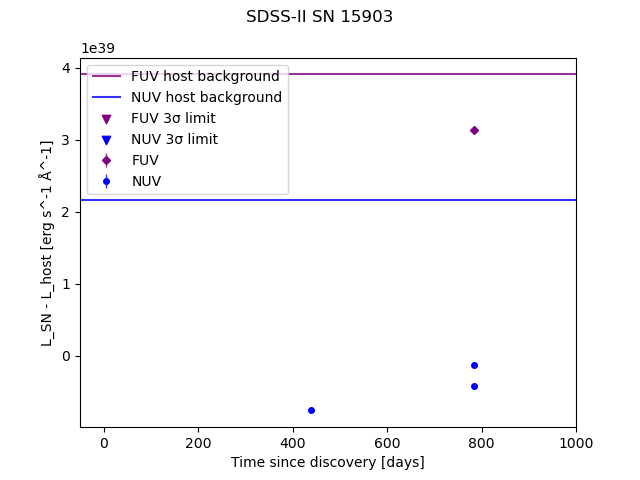 SDSS-II SN 15903
1e39
FUV host background
NUV host background
FUV 3σ limit
NUV 3σ limit
FUV
NUV
4
3
2
1
0
L_SN - L_host [erg s^-1 Å^-1]
0 200 400 600 800 1000
Time since discovery [days]